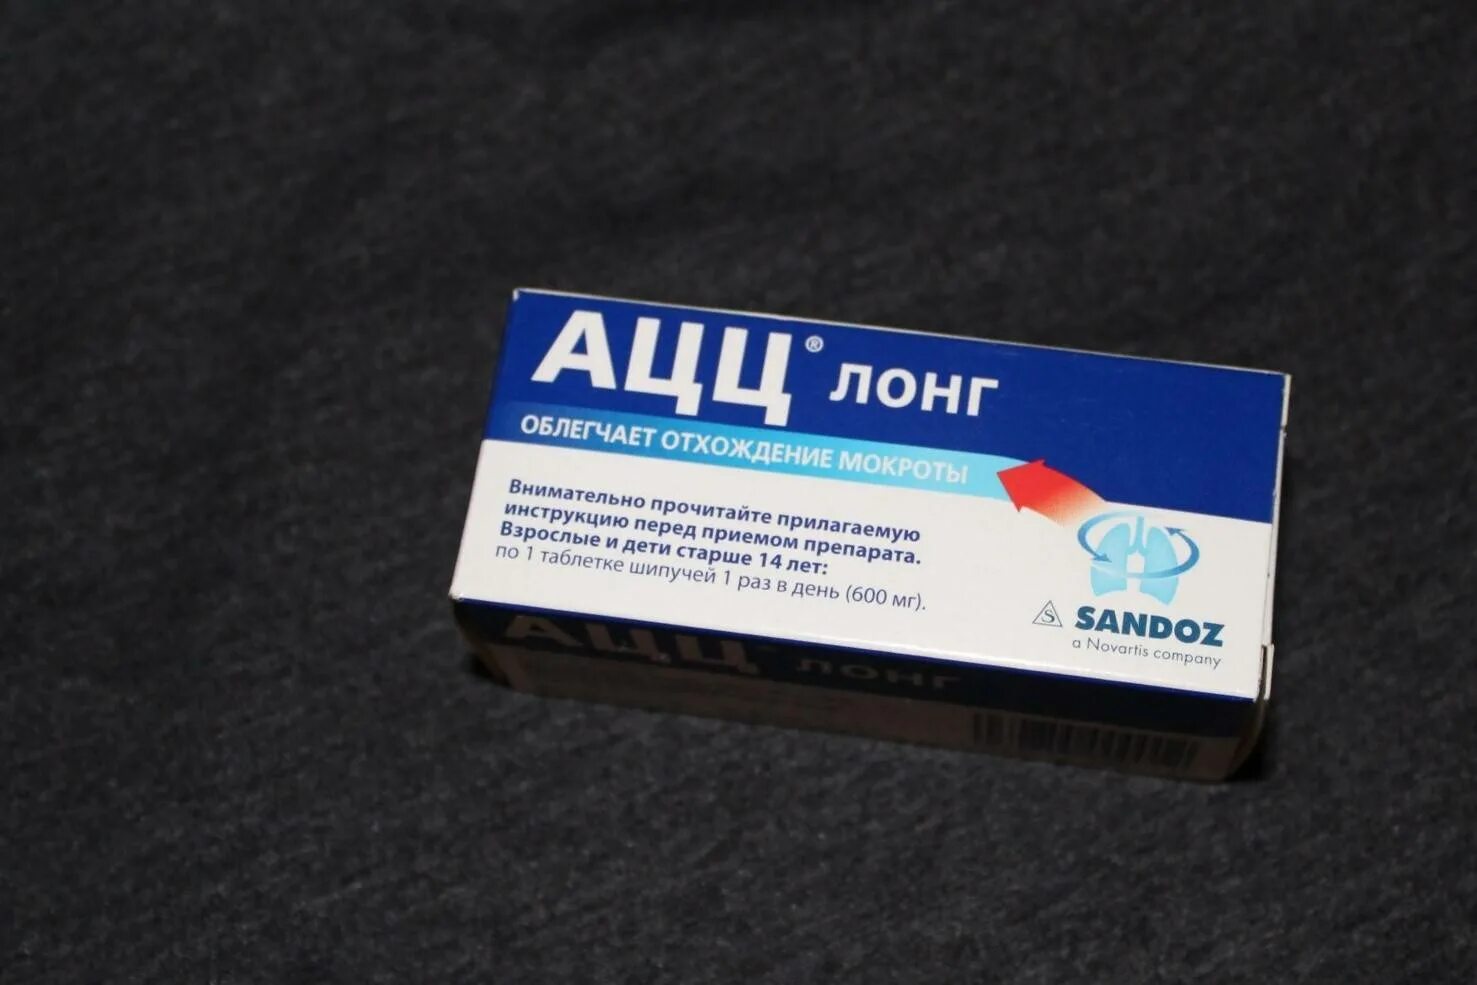 АЦЦ® ЛОНГ
ОБЛЕГЧАЕТ ОТХОЖДЕНИЕ МОКРОТЫ
Внимательно прочитайте прилагаемую
инструкцию перед приемом препарата.
Взрослые и дети старше 14 лет:
по 1 таблетке шипучей 1 раз в день (600 мг).
S SANDOZ
a Novartis company
АЦЦ® ЛОНГ